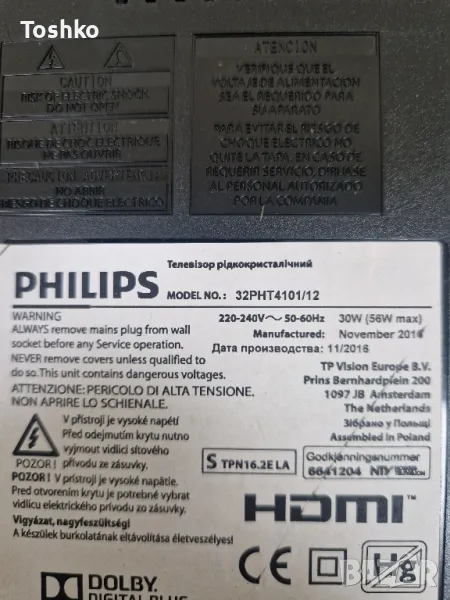 Toshko
CAUTION
RISK OF ELECTRIC SHOCK
DO NOT OPEN
ATTENTION
RISQUE DE CHOC ELECTRIQUE
NE PAS OUVRIR
PRECAUCION ADVERTENSIA
NO ABRIR
RIESGO DE CHOQUE ELECTRICO
ATENCION
VERIFIQUE QUE EL
VOLTAJE DE ALIMENTACION
SEA EL REQUERIDO PARA
SU APARATO
PARA EVITAR EL RIESGO DE
CHOQUE ELECTRICO NO
QUITE LA TAPA. EN CASO DE
REQUERIR SERVICIO, DIRIJASE
AL PERSONAL AUTORIZADO
POR LA COMPANIA
PHILIPS
Телевізор рідкокристалічний
MODEL NO.: 32PHT4101/12
WARNING
ALWAYS remove mains plug from wall
socket before any Service operation.
NEVER remove covers unless qualified to
do so. This unit contains dangerous voltages.
ATTENZIONE: PERICOLO DI ALTA TENSIONE.
NON APRIRE LO SCHIENALE.
220-240V~ 50-60Hz 30W (56W max)
Manufactured: November 2016
Дата производства: 11/2016
TP Vision Europe B.V.
Prins Bernhardplein 200
1097 JB Amsterdam
The Netherlands
Зібрано у Польщі
Assembled in Poland
V přístroji je vysoké napětí
Před odejmutím krytu nutno
vyjmout vidlici síťového
POZOR! přívodu ze zásuvky.
POZOR! V prístroji je vysoké napätie.
Pred otvorením krytu je potrebné vybrať
vidlicu elektrického prívodu zo zásuvky.
Vigyázat, nagyfeszültség!
A készülek burkolatának eltávolítása életveszélyes!
S TPN16.2E LA
Godkjenningsnummer
6641204
HDMI™
CE
Hg
DOLBY
DIGITAL PLUS